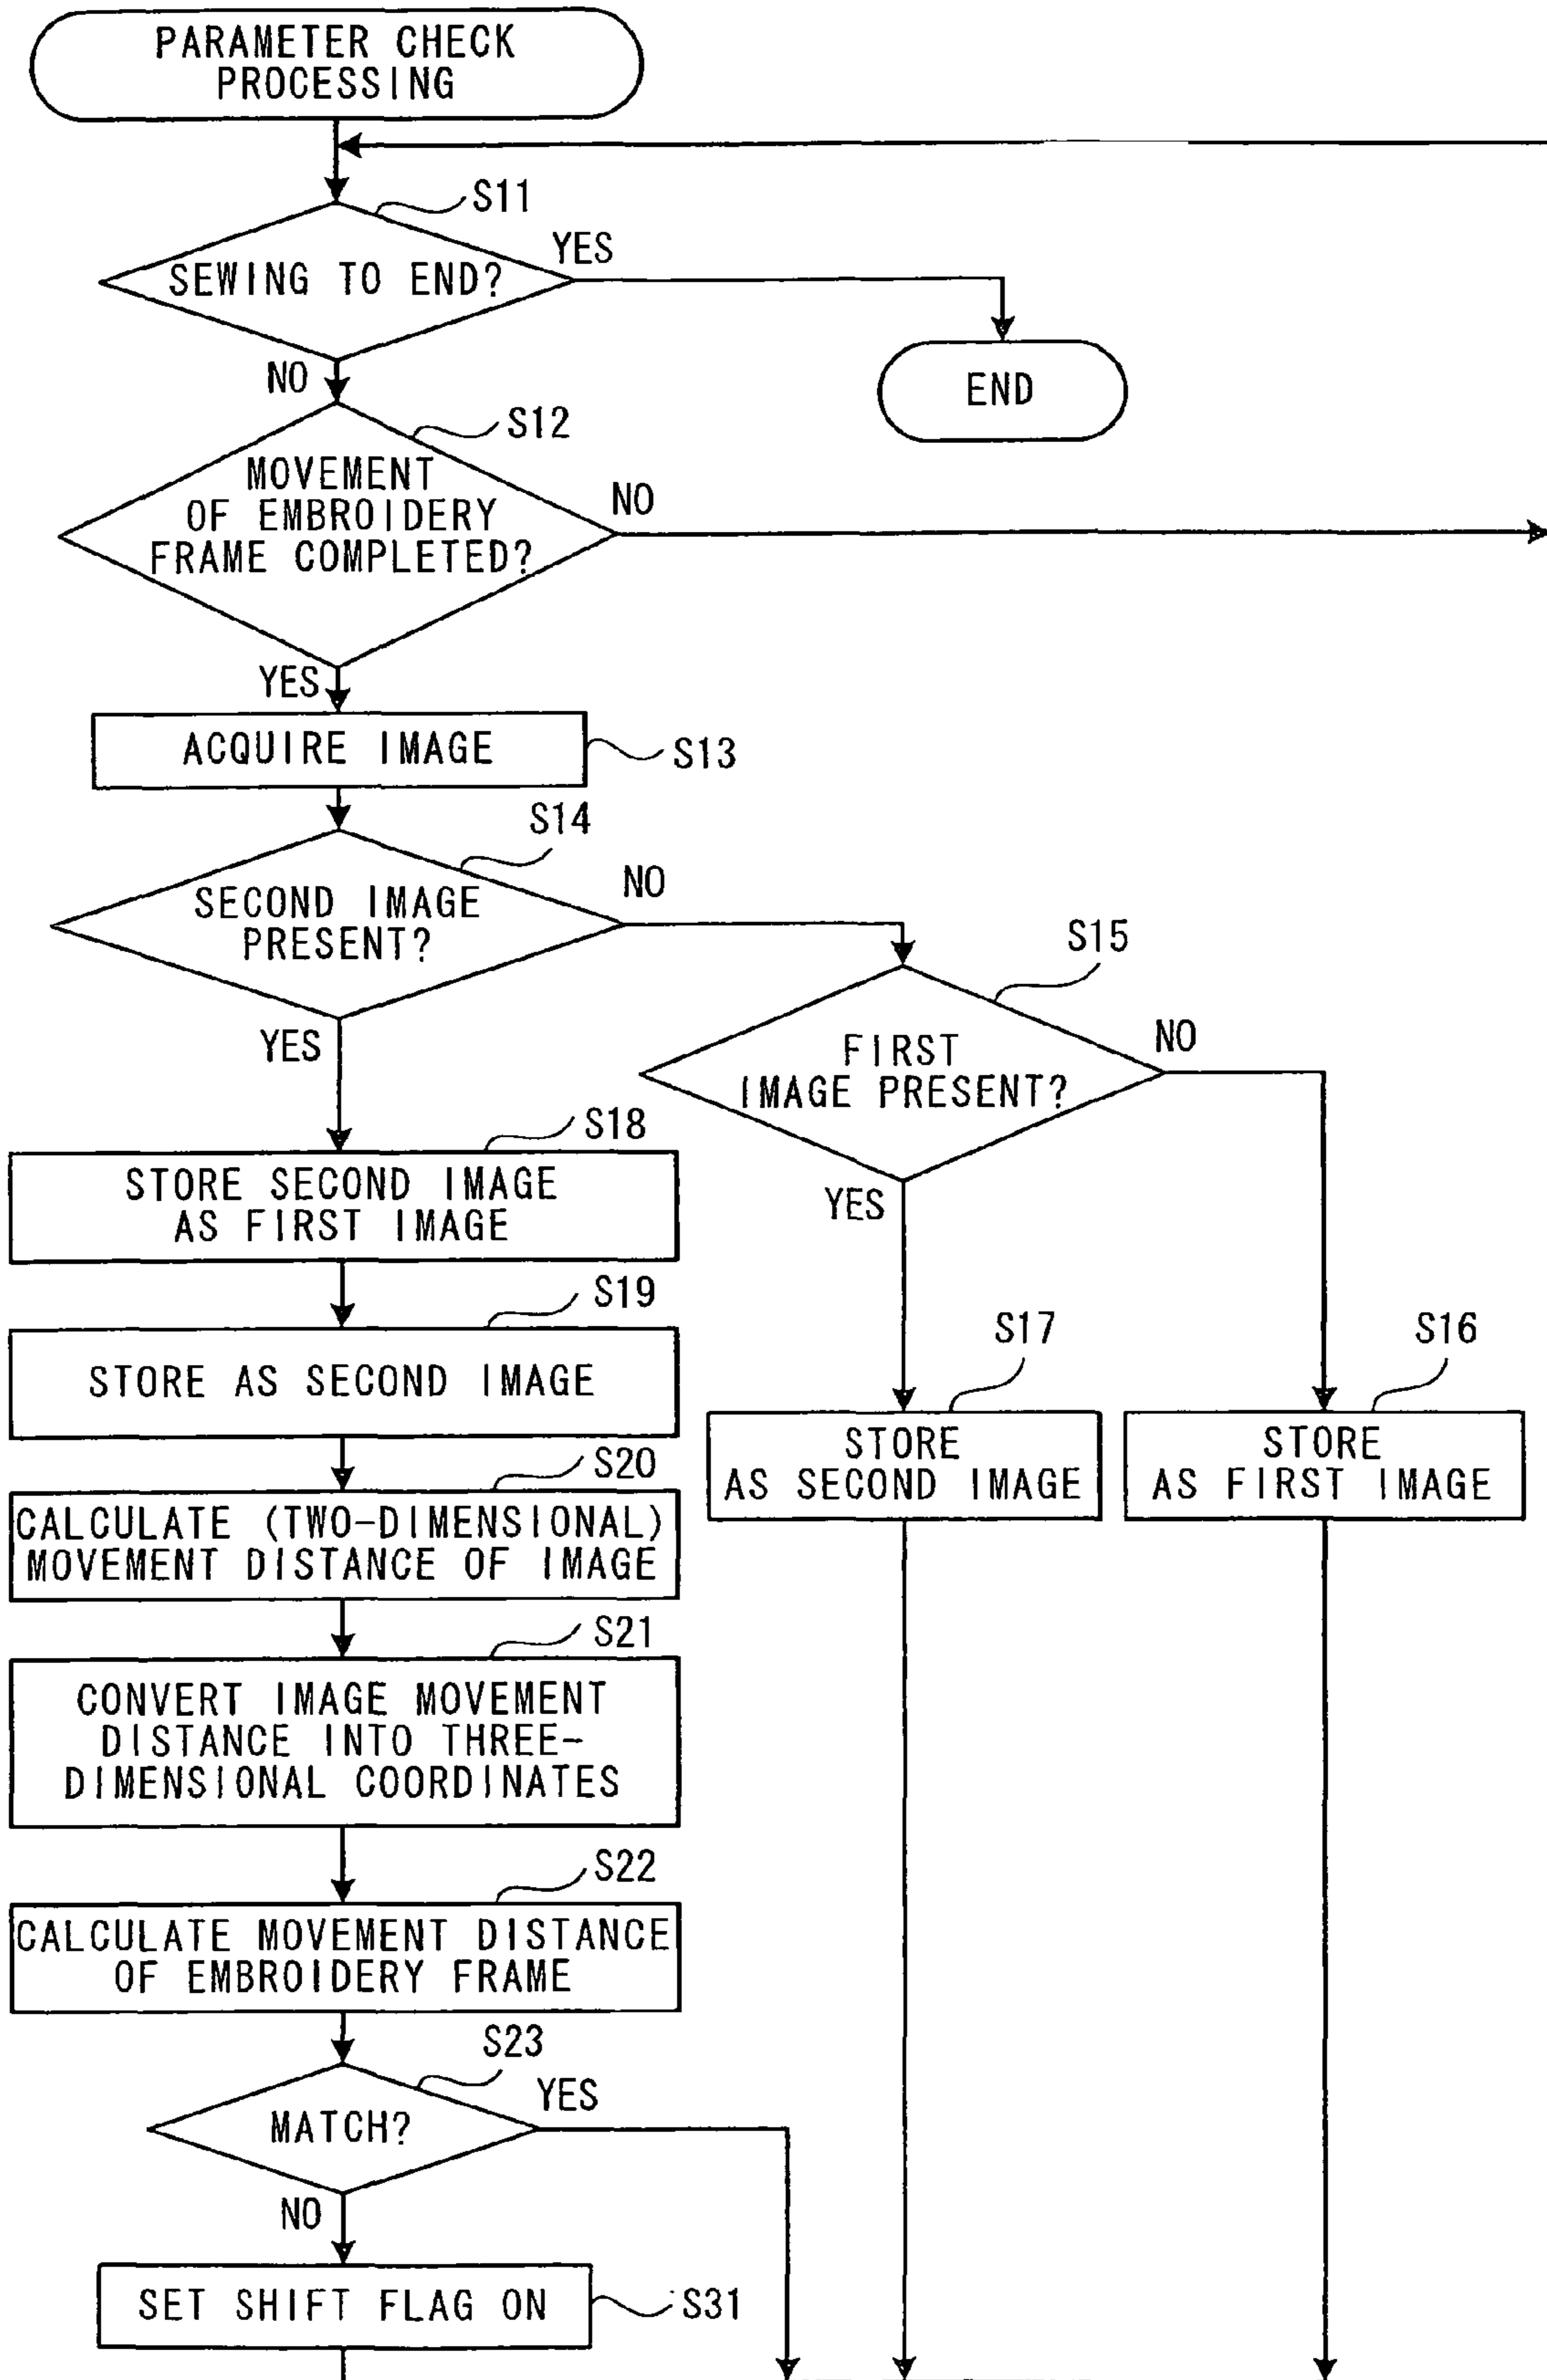 PARAMETER CHECK
PROCESSING
S11
YES
SEWING TO END?
NO
END
S12
MOVEMENT
OF EMBROIDERY
FRAME COMPLETED?
NO
YES
ACQUIRE IMAGE
S13
S14
NO
SECOND IMAGE
PRESENT?
YES
S15
FIRST
IMAGE PRESENT?
NO
YES
S18
STORE SECOND IMAGE
AS FIRST IMAGE
S19
STORE AS SECOND IMAGE
S17
STORE
AS SECOND IMAGE
S16
STORE
AS FIRST IMAGE
S20
CALCULATE (TWO-DIMENSIONAL)
MOVEMENT DISTANCE OF IMAGE
S21
CONVERT IMAGE MOVEMENT
DISTANCE INTO THREE-
DIMENSIONAL COORDINATES
S22
CALCULATE MOVEMENT DISTANCE
OF EMBROIDERY FRAME
S23
YES
MATCH?
NO
SET SHIFT FLAG ON
S31